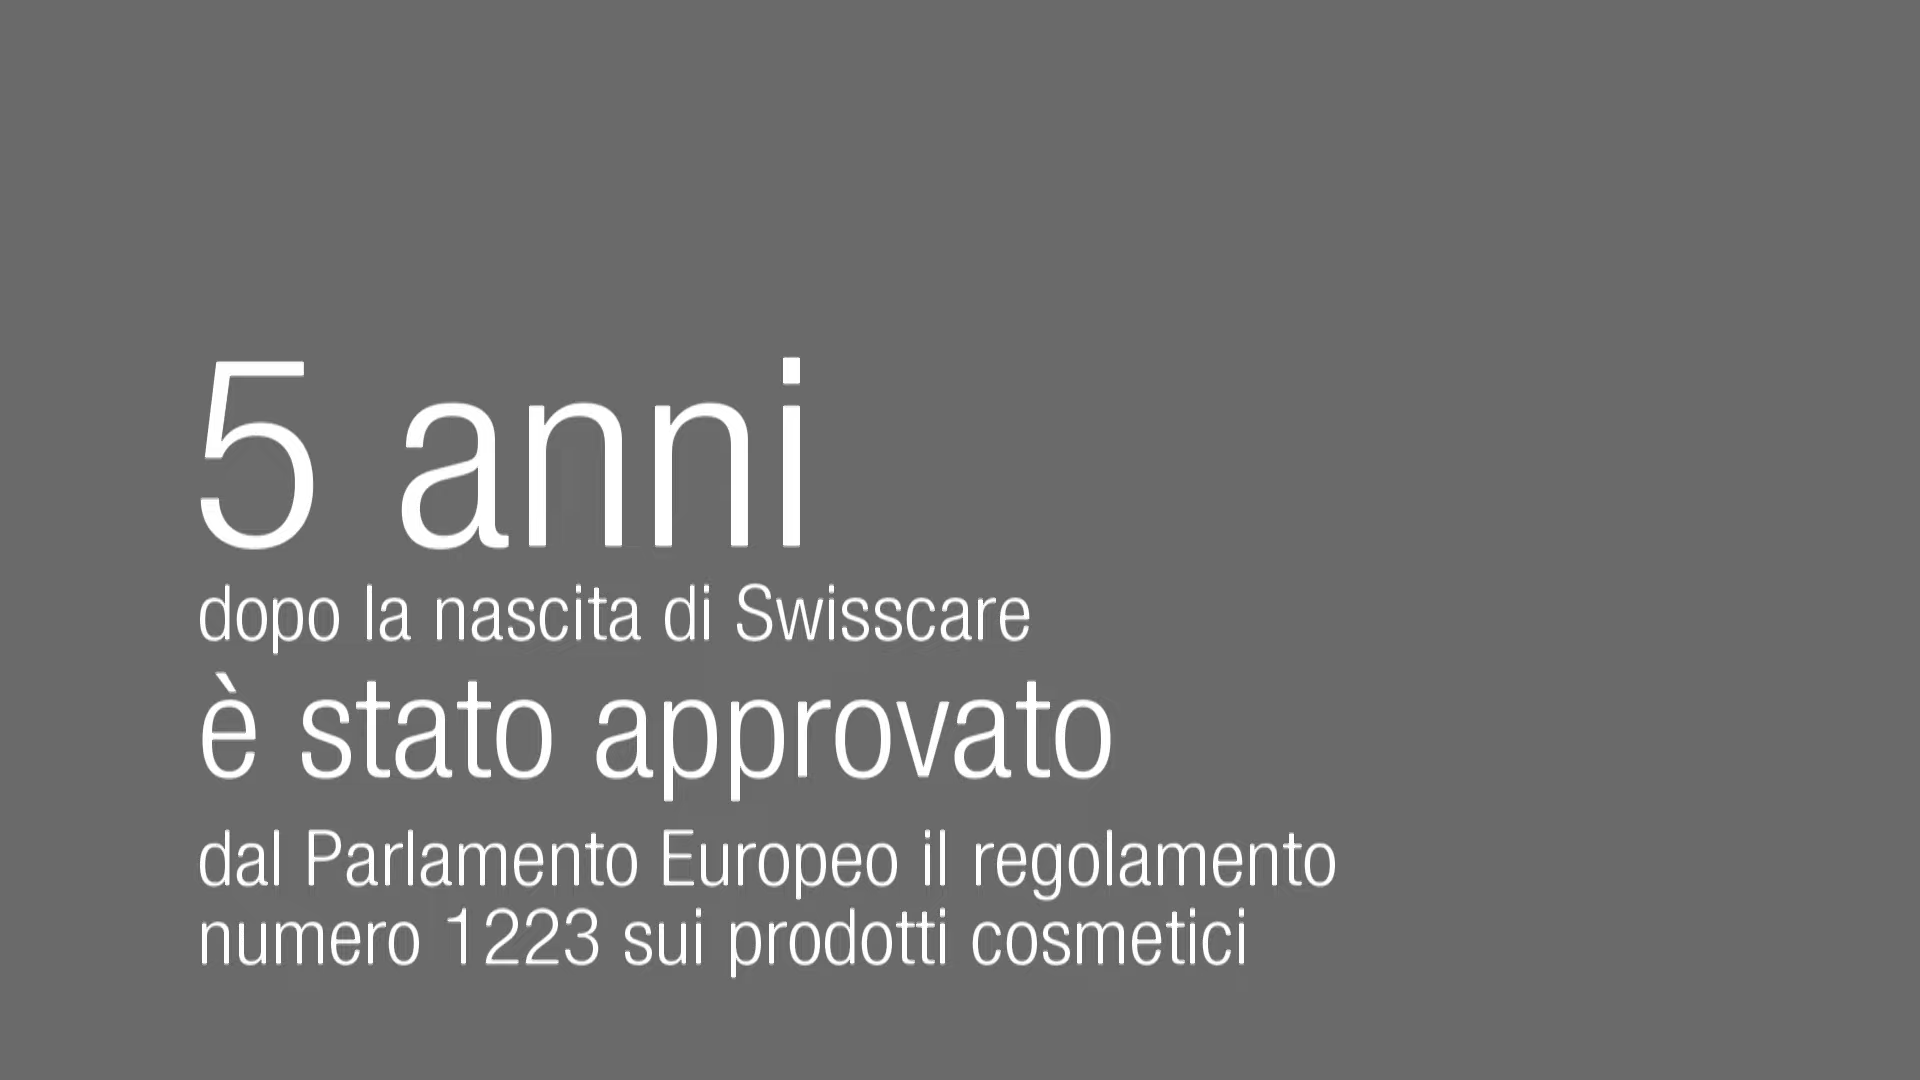 5 anni
dopo la nascita di Swisscare
è stato approvato
dal Parlamento Europeo il regolamento
numero 1223 sui prodotti cosmetici